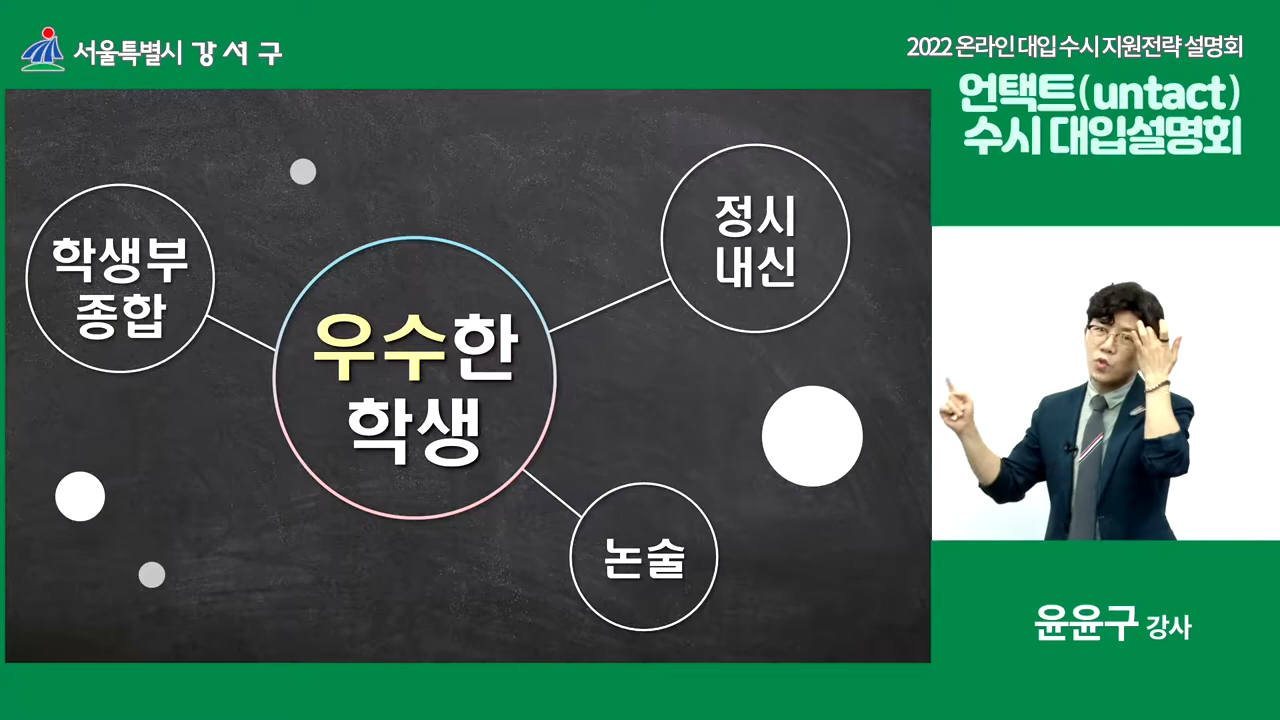 서울특별시 강서구
2022 온라인 대입 수시 지원전략 설명회
언택트(untact)
수시 대입설명회
학생부
종합
우수한
학생
정시
내신
논술
윤윤구 강사